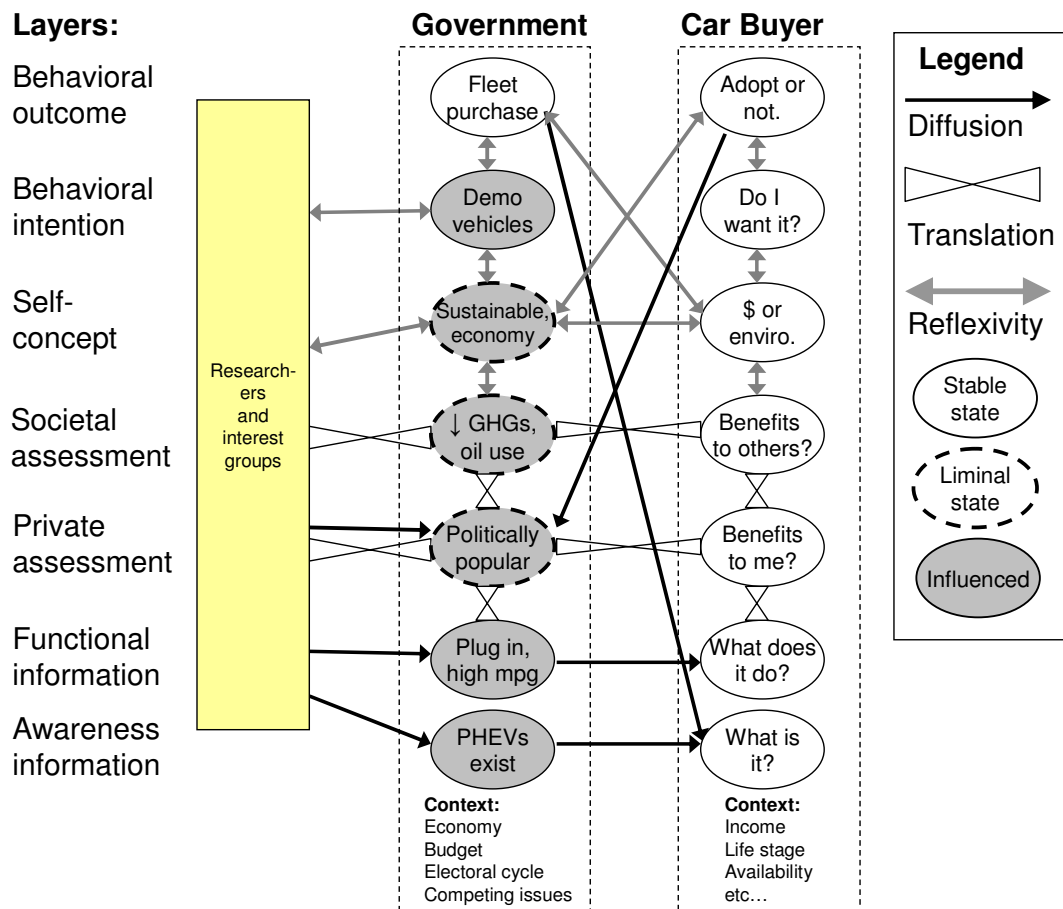 Layers:
Government
Car Buyer
Behavioral
outcome
Fleet
purchase
Adopt or
not.
Behavioral
intention
Demo
vehicles
Do I
want it?
Self-
concept
Sustainable,
economy
$ or
enviro.
Research-
ers
and
interest
groups
Societal
assessment
↓ GHGs,
oil use
Benefits
to others?
Private
assessment
Politically
popular
Benefits
to me?
Functional
information
Plug in,
high mpg
What does
it do?
Awareness
information
PHEVs
exist
What is
it?
Context:
Economy
Budget
Electoral cycle
Competing issues
Context:
Income
Life stage
Availability
etc…
Legend
Diffusion
Translation
Reflexivity
Stable
state
Liminal
state
Influenced